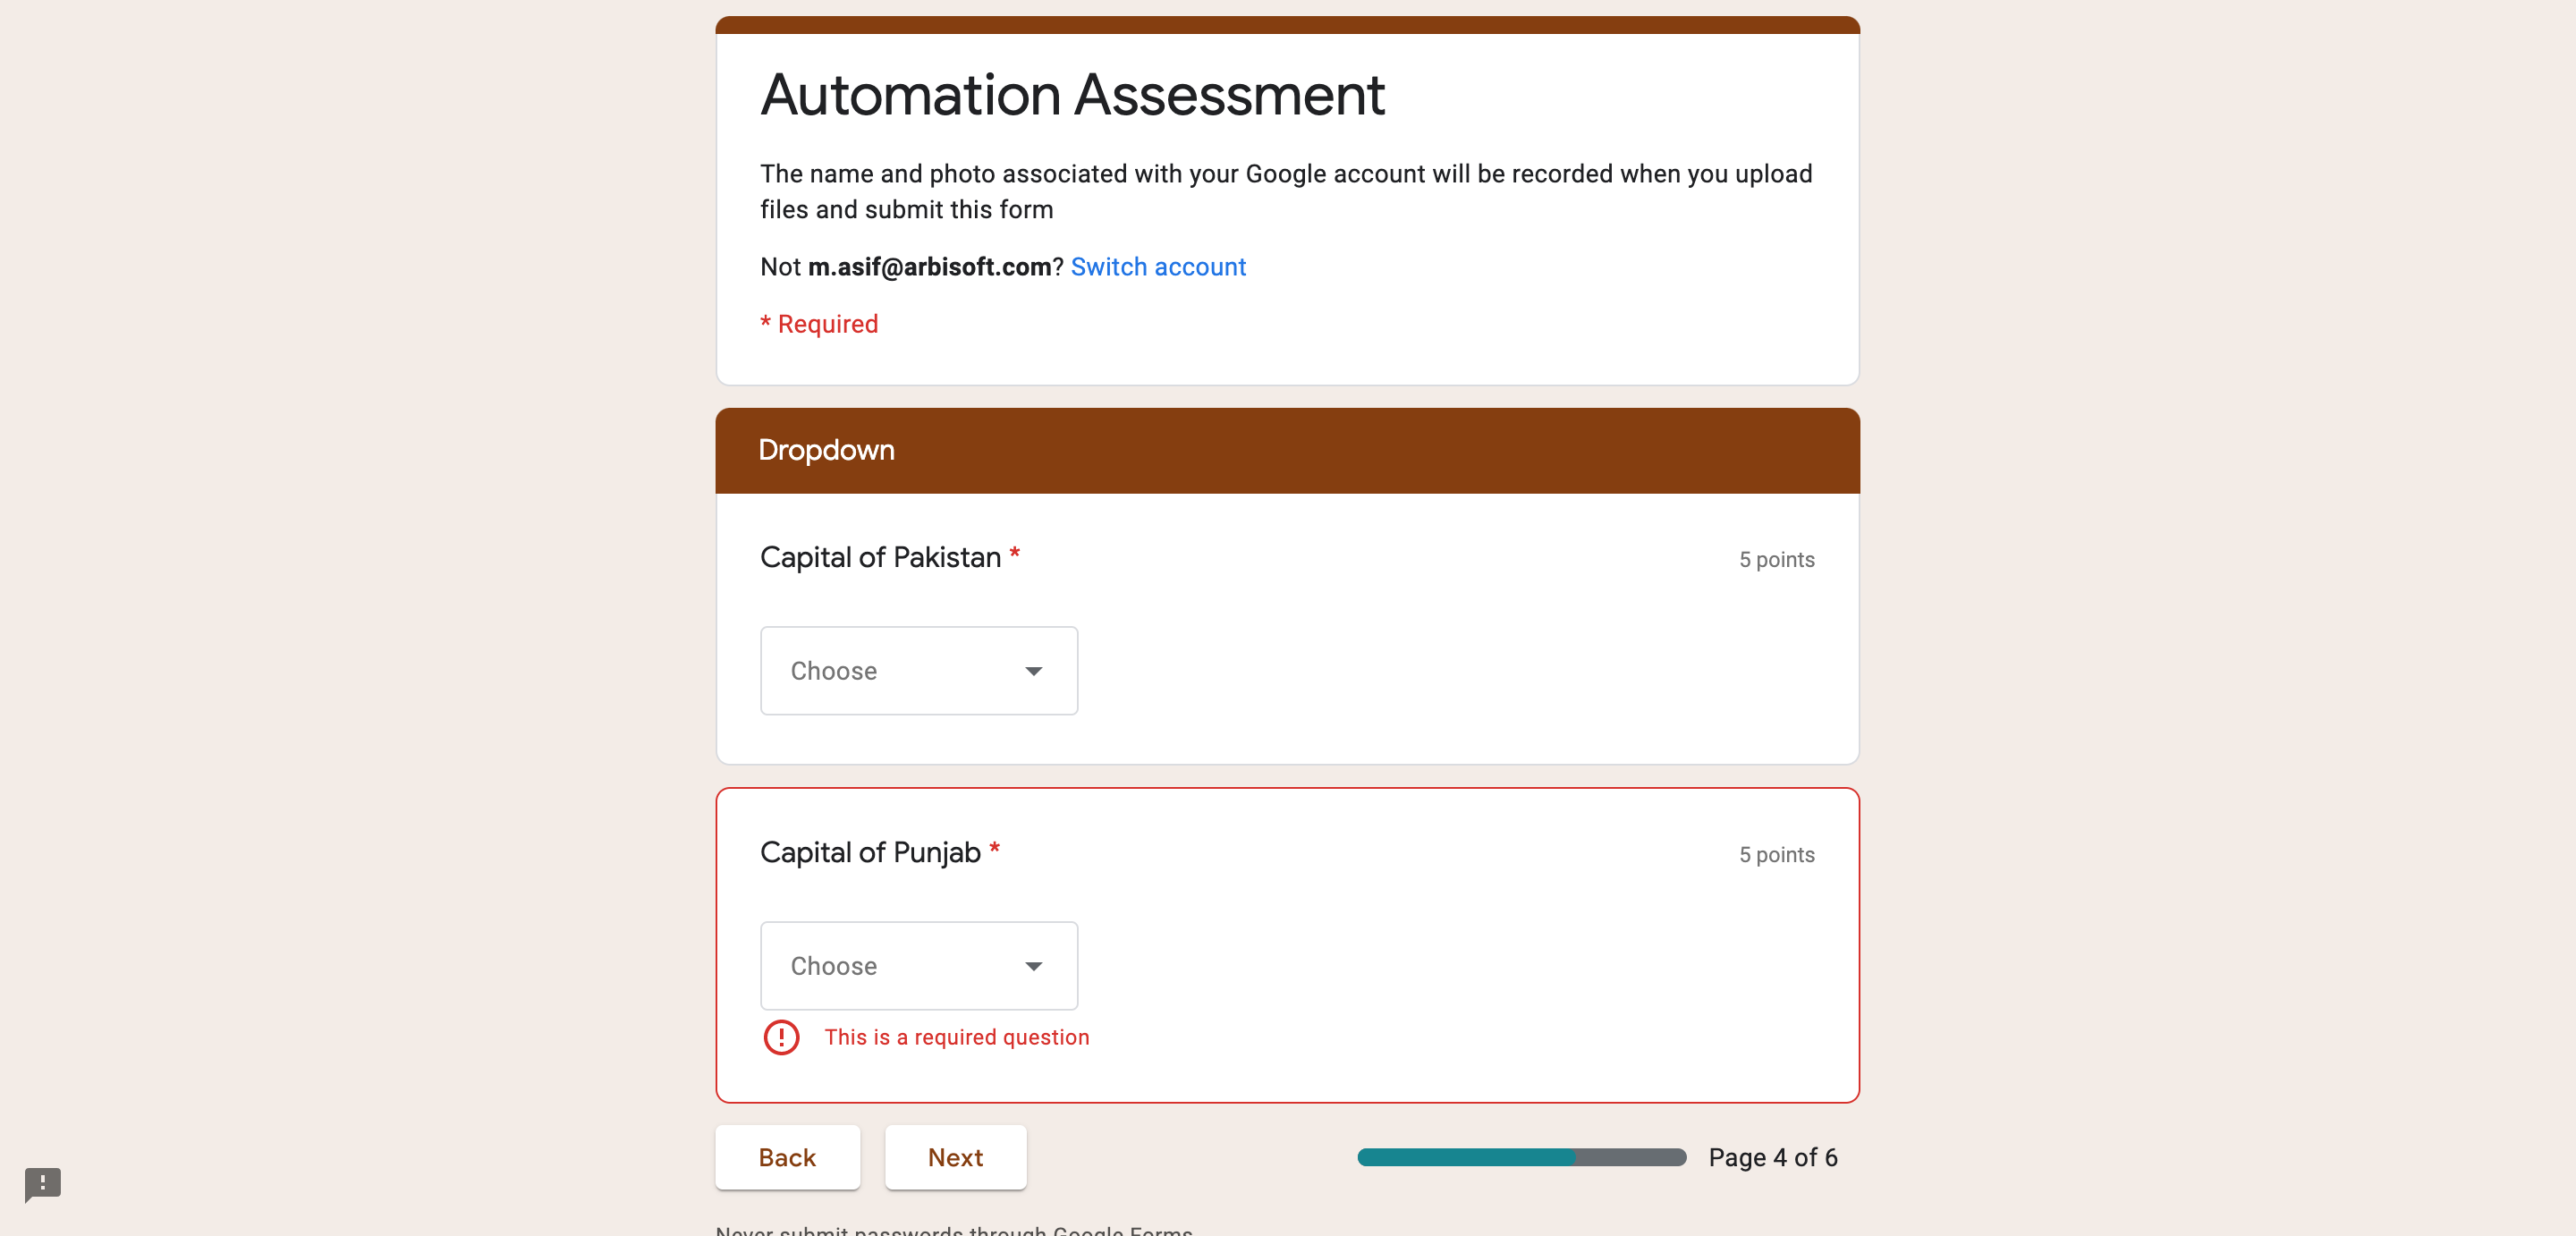 Automation Assessment
The name and photo associated with your Google account will be recorded when you upload
files and submit this form
Not m.asif@arbisoft.com? Switch account
* Required
Dropdown
Capital of Pakistan *
5 points
Choose
Capital of Punjab *
5 points
Choose
This is a required question
Back
Next
Page 4 of 6
Never submit passwords through Google Forms.